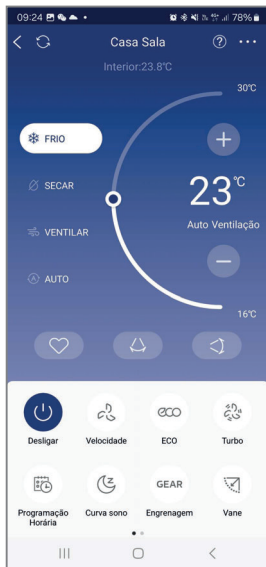 09:24
78%
Casa Sala
Interior:23.8℃
30℃
FRIO
SECAR
23℃
VENTILAR
Auto Ventilação
AUTO
16℃
Desligar
Velocidade
eco
ECO
Turbo
Programação
Horária
Curva sono
GEAR
Engrenagem
Vane